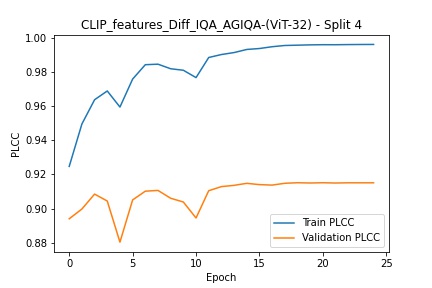 CLIP_features_Diff_IQA_AGIQA-(ViT-32) - Split 4
1.00
0.98
0.96
0.94
0.92
0.90
0.88
PLCC
Train PLCC
Validation PLCC
0 5 10 15 20 25
Epoch